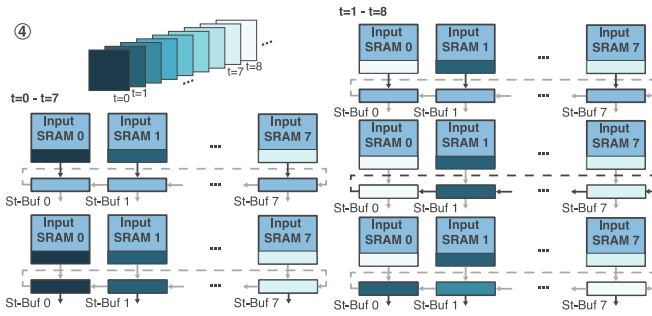 ④
t=0
t=1
...
t=7
t=8
...
t=0 - t=7
Input SRAM 0
Input SRAM 1
...
Input SRAM 7
St-Buf 0
St-Buf 1
...
St-Buf 7
Input SRAM 0
Input SRAM 1
...
Input SRAM 7
St-Buf 0
St-Buf 1
...
St-Buf 7
t=1 - t=8
Input SRAM 0
Input SRAM 1
...
Input SRAM 7
St-Buf 0
St-Buf 1
...
St-Buf 7
Input SRAM 0
Input SRAM 1
...
Input SRAM 7
St-Buf 0
St-Buf 1
...
St-Buf 7
Input SRAM 0
Input SRAM 1
...
Input SRAM 7
St-Buf 0
St-Buf 1
...
St-Buf 7